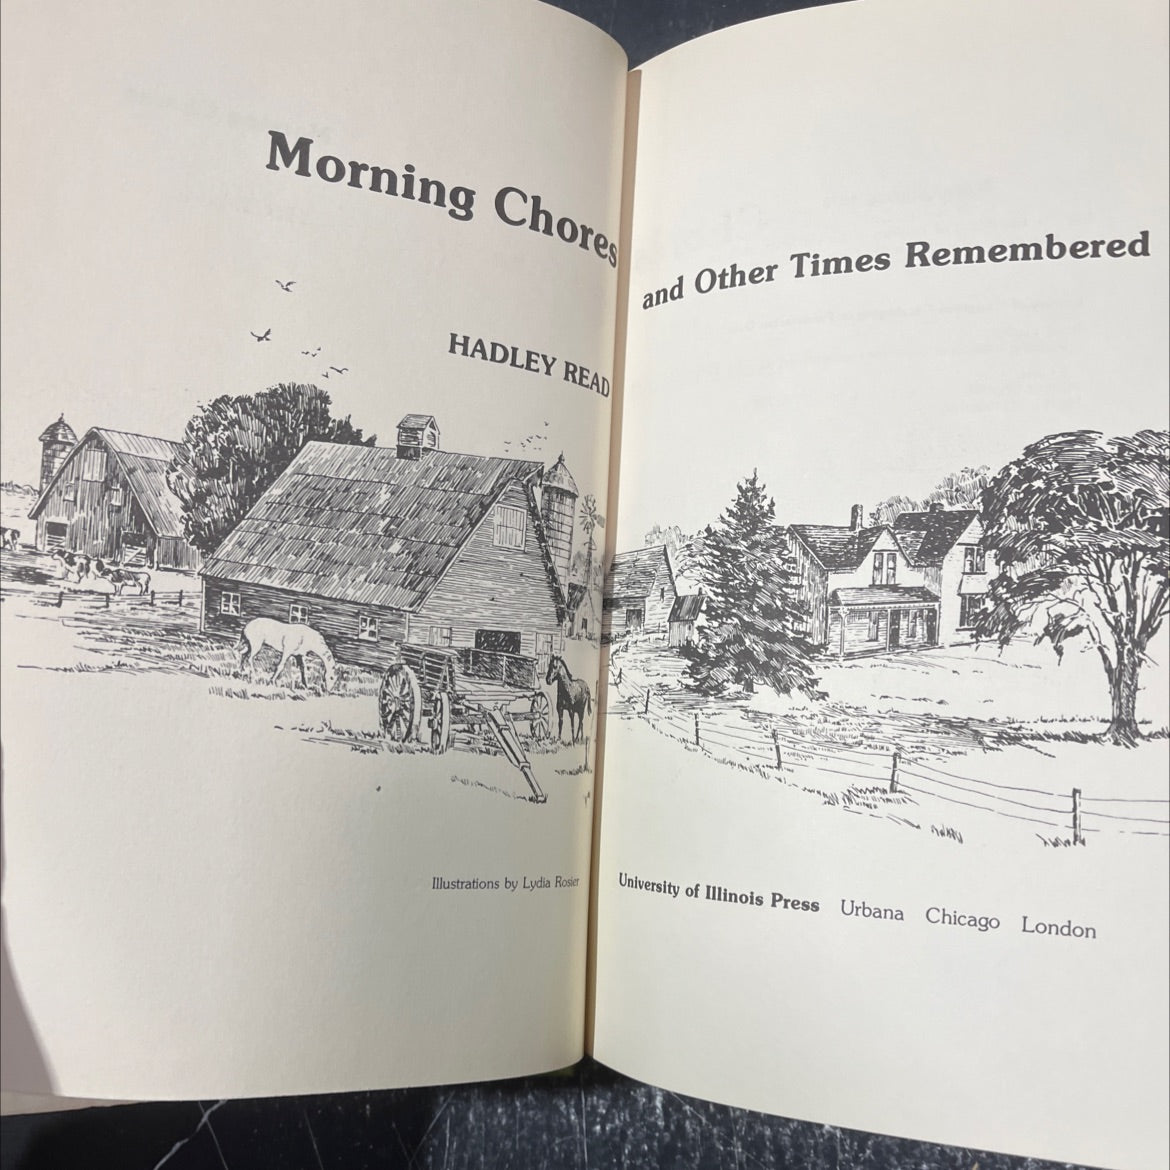 Morning Chores
and Other Times Remembered
HADLEY READ
Illustrations by Lydia Rosier
University of Illinois Press Urbana Chicago London